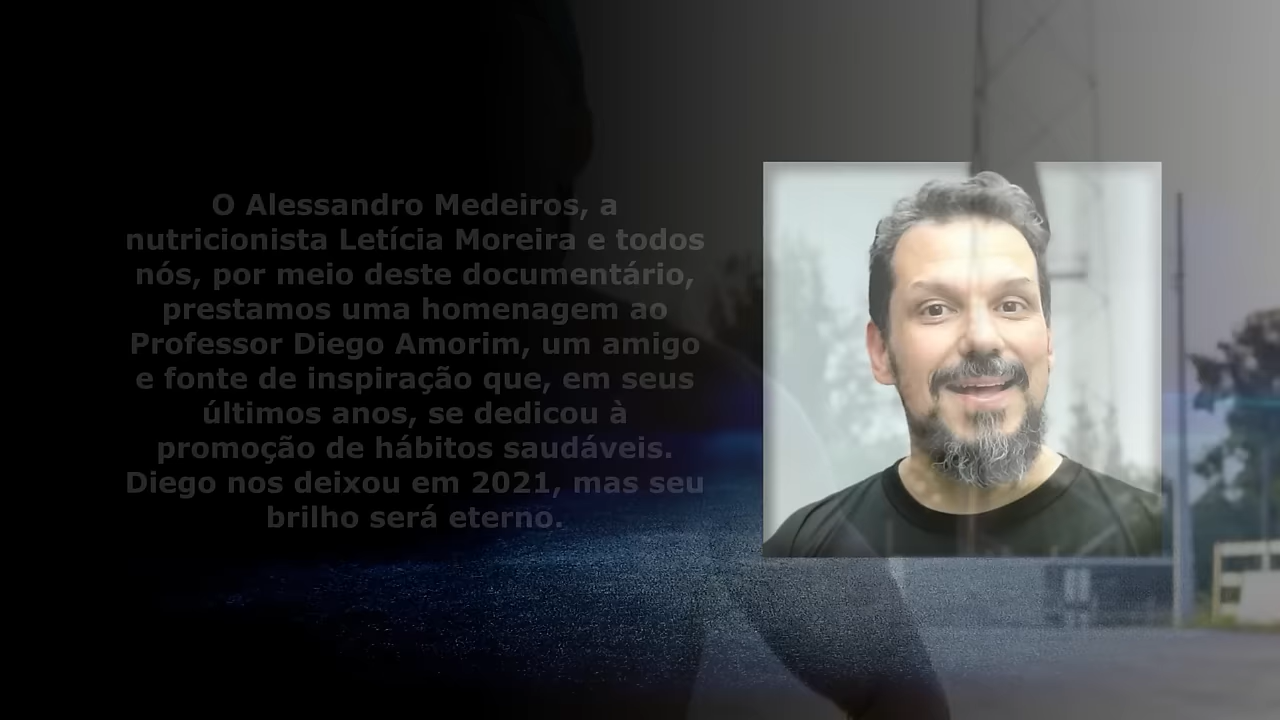 O Alessandro Medeiros, a
nutricionista Letícia Moreira e todos
nós, por meio deste documentário,
prestamos uma homenagem ao
Professor Diego Amorim, um amigo
e fonte de inspiração que, em seus
últimos anos, se dedicou à
promoção de hábitos saudáveis.
Diego nos deixou em 2021, mas seu
brilho será eterno.